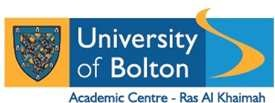 University
of Bolton
Academic Centre - Ras Al Khaimah